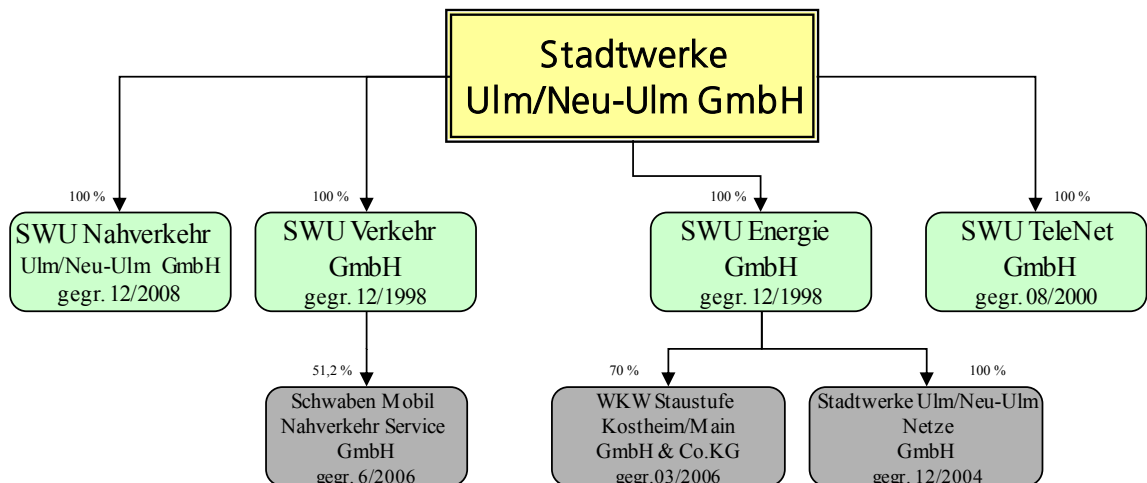 Stadtwerke
Ulm/Neu-Ulm GmbH
100 %
SWU Nahverkehr
Ulm/Neu-Ulm GmbH
gegr. 12/2008
100 %
SWU Verkehr
GmbH
gegr. 12/1998
100 %
SWU Energie
GmbH
gegr. 12/1998
100 %
SWU TeleNet
GmbH
gegr. 08/2000
51,2 %
Schwaben Mobil
Nahverkehr Service
GmbH
gegr. 6/2006
70 %
WKW Staustufe
Kostheim/Main
GmbH & Co.KG
gegr.03/2006
100 %
Stadtwerke Ulm/Neu-Ulm
Netze
GmbH
gegr. 12/2004